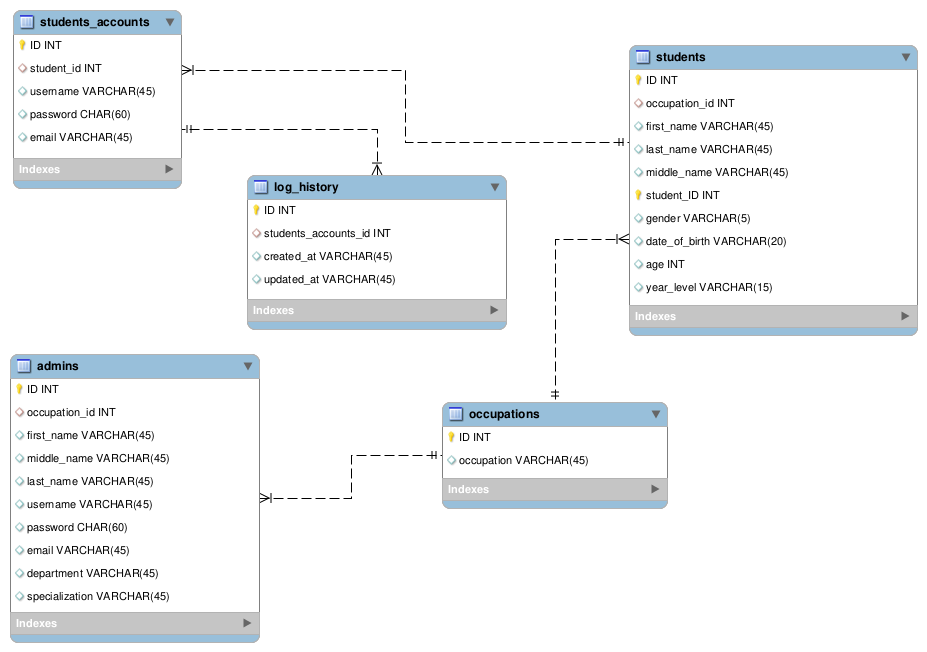 students_accounts
ID INT
student_id INT
username VARCHAR(45)
password CHAR(60)
email VARCHAR(45)
Indexes
students
ID INT
occupation_id INT
first_name VARCHAR(45)
last_name VARCHAR(45)
middle_name VARCHAR(45)
student_ID INT
gender VARCHAR(5)
date_of_birth VARCHAR(20)
age INT
year_level VARCHAR(15)
Indexes
log_history
ID INT
students_accounts_id INT
created_at VARCHAR(45)
updated_at VARCHAR(45)
Indexes
admins
ID INT
occupation_id INT
first_name VARCHAR(45)
middle_name VARCHAR(45)
last_name VARCHAR(45)
username VARCHAR(45)
password CHAR(60)
email VARCHAR(45)
department VARCHAR(45)
specialization VARCHAR(45)
Indexes
occupations
ID INT
occupation VARCHAR(45)
Indexes